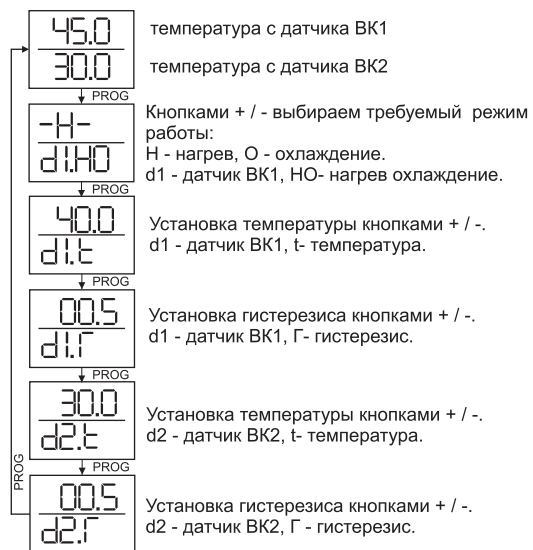 45.0
температура с датчика ВК1
30.0
температура с датчика ВК2
PROG
-H-
d1.HO
Кнопками + / - выбираем требуемый режим
работы:
Н - нагрев, О - охлаждение.
d1 - датчик ВК1, НО- нагрев охлаждение.
PROG
40.0
d1.t
Установка температуры кнопками + / -.
d1 - датчик ВК1, t- температура.
PROG
00.5
d1.Г
Установка гистерезиса кнопками + / -.
d1 - датчик ВК1, Г- гистерезис.
PROG
30.0
d2.t
Установка температуры кнопками + / -.
d2 - датчик ВК2, t- температура.
PROG
PROG
00.5
d2.Г
Установка гистерезиса кнопками + / -.
d2 - датчик ВК2, Г - гистерезис.